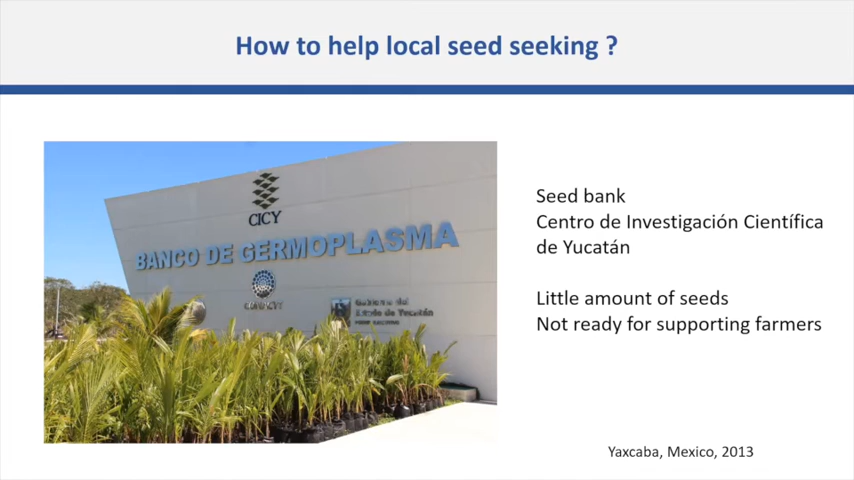 How to help local seed seeking ?
CICY
BANCO DE GERMOPLASMA
CONACYT
Gobierno del
Estado de Yucatán
Seed bank
Centro de Investigación Científica
de Yucatán
Little amount of seeds
Not ready for supporting farmers
Yaxcaba, Mexico, 2013